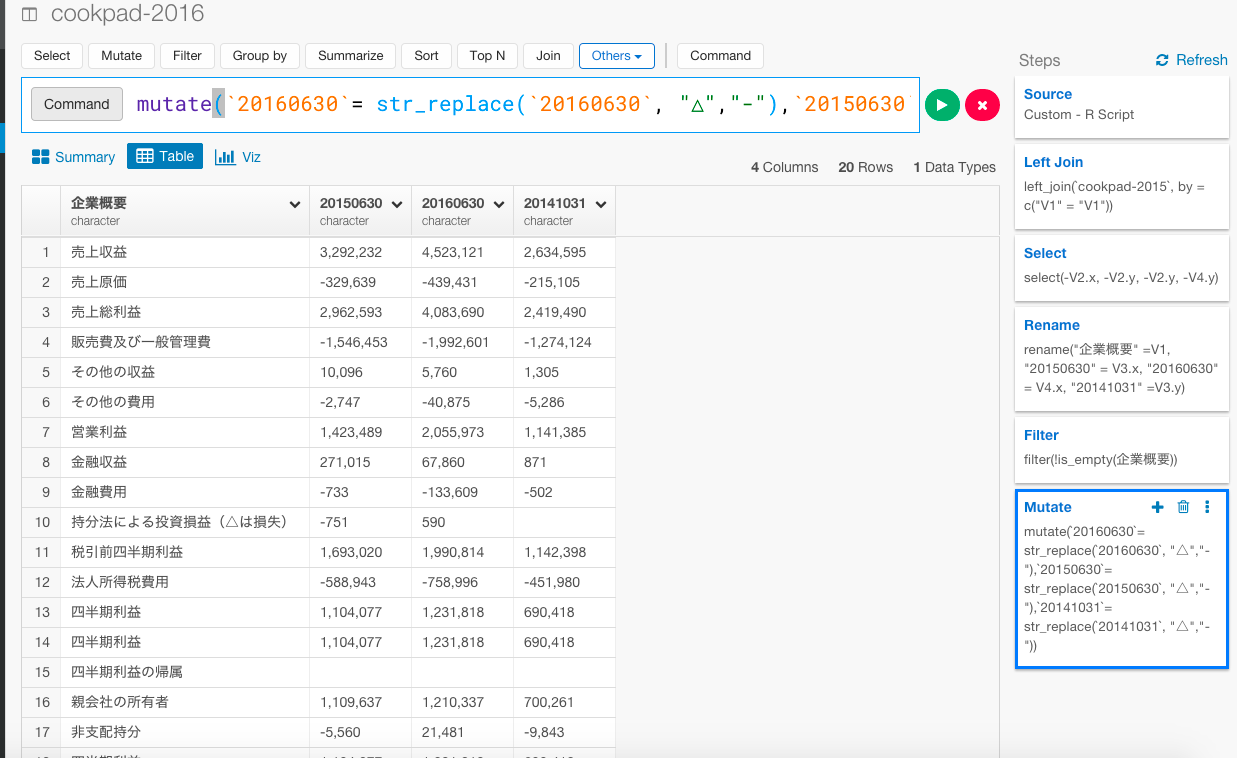 cookpad-2016
Select Mutate Filter Group by Summarize Sort Top N Join Others Command
Command mutate(`20160630`= str_replace(`20160630`, "△","-"),`20150630`
Summary Table Viz
4 Columns 20 Rows 1 Data Types
企業概要 20150630 20160630 20141031
character character character character
1 売上収益 3,292,232 4,523,121 2,634,595
2 売上原価 -329,639 -439,431 -215,105
3 売上総利益 2,962,593 4,083,690 2,419,490
4 販売費及び一般管理費 -1,546,453 -1,992,601 -1,274,124
5 その他の収益 10,096 5,760 1,305
6 その他の費用 -2,747 -40,875 -5,286
7 営業利益 1,423,489 2,055,973 1,141,385
8 金融収益 271,015 67,860 871
9 金融費用 -733 -133,609 -502
10 持分法による投資損益（△は損失） -751 590
11 税引前四半期利益 1,693,020 1,990,814 1,142,398
12 法人所得税費用 -588,943 -758,996 -451,980
13 四半期利益 1,104,077 1,231,818 690,418
14 四半期利益 1,104,077 1,231,818 690,418
15 四半期利益の帰属
16 親会社の所有者 1,109,637 1,210,337 700,261
17 非支配持分 -5,560 21,481 -9,843
Steps Refresh
Source
Custom - R Script
Left Join
left_join(`cookpad-2015`, by =
c("V1" = "V1"))
Select
select(-V2.x, -V2.y, -V2.y, -V4.y)
Rename
rename("企業概要" =V1,
"20150630" = V3.x, "20160630"
= V4.x, "20141031" =V3.y)
Filter
filter(!is_empty(企業概要))
Mutate
mutate(`20160630`=
str_replace(`20160630`, "△","-
"),`20150630`=
str_replace(`20150630`, "△","-
"),`20141031`=
str_replace(`20141031`, "△","-
"))